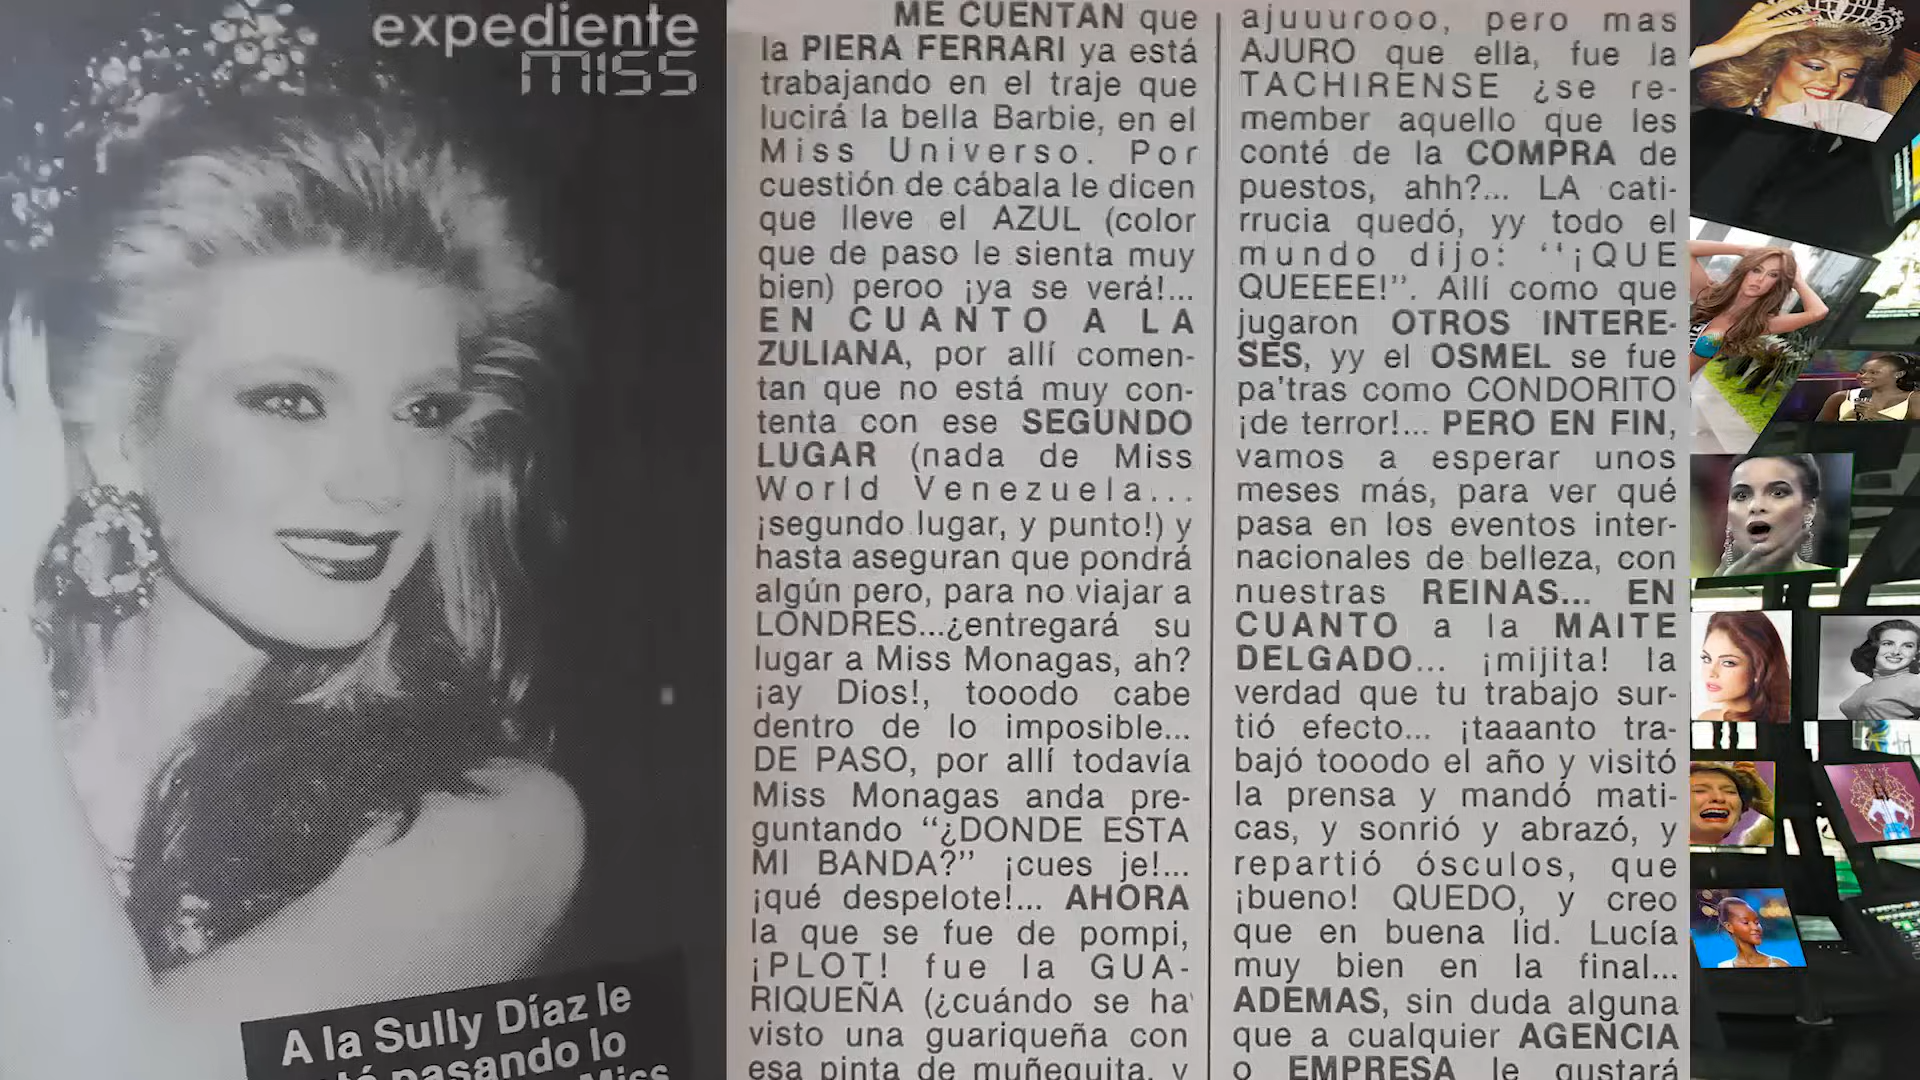 expediente
miss
A la Sully Díaz le
pasando lo
Miss
ME CUENTAN que
la PIERA FERRARI ya está
trabajando en el traje que
lucirá la bella Barbie, en el
Miss Universo. Por
cuestión de cábala le dicen
que lleve el AZUL (color
que de paso le sienta muy
bien) peroo ¡ya se verá!...
EN CUANTO A LA
ZULIANA, por allí comen-
tan que no está muy con-
tenta con ese SEGUNDO
LUGAR (nada de Miss
World Venezuela...
¡segundo lugar, y punto!) y
hasta aseguran que pondrá
algún pero, para no viajar a
LONDRES...¿entregará su
lugar a Miss Monagas, ah?
¡ay Dios!, tooodo cabe
dentro de lo imposible...
DE PASO, por allí todavía
Miss Monagas anda pre-
guntando “¿DONDE ESTA
MI BANDA?” ¡cues je!...
¡qué despelote!... AHORA
la que se fue de pompi,
¡PLOT! fue la GUA-
RIQUEÑA (¿cuándo se ha
visto una guariqueña con
esa pinta de muñequita, y
ajuuurooo, pero mas
AJURO que ella, fue la
TACHIRENSE ¿se re-
member aquello que les
conté de la COMPRA de
puestos, ahh?... LA cati-
rrucia quedó, yy todo el
mundo dijo: “¡QUE
QUEEEE!”. Allí como que
jugaron OTROS INTERE-
SES, yy el OSMEL se fue
pa'tras como CONDORITO
¡de terror!... PERO EN FIN,
vamos a esperar unos
meses más, para ver qué
pasa en los eventos inter-
nacionales de belleza, con
nuestras REINAS... EN
CUANTO a la MAITE
DELGADO... ¡mijita! la
verdad que tu trabajo sur-
tió efecto... ¡taaanto tra-
bajó tooodo el año y visitó
la prensa y mandó mati-
cas, y sonrió y abrazó, y
repartió ósculos, que
¡bueno! QUEDO, y creo
que en buena lid. Lucía
muy bien en la final...
ADEMAS, sin duda alguna
que a cualquier AGENCIA
o EMPRESA le gustará